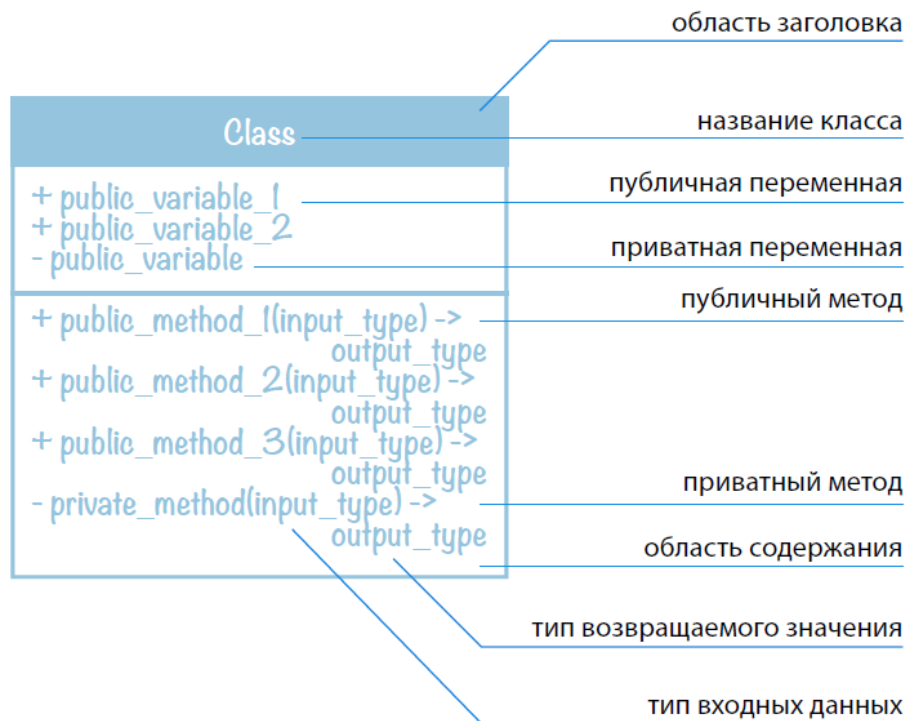 область заголовка
Class
название класса
+ public_variable_1
публичная переменная
+ public_variable_2
- public_variable
приватная переменная
+ public_method_1(input_type) ->
публичный метод
output_type
+ public_method_2(input_type) ->
output_type
+ public_method_3(input_type) ->
output_type
- private_method(input_type) ->
приватный метод
output_type
область содержания
тип возвращаемого значения
тип входных данных